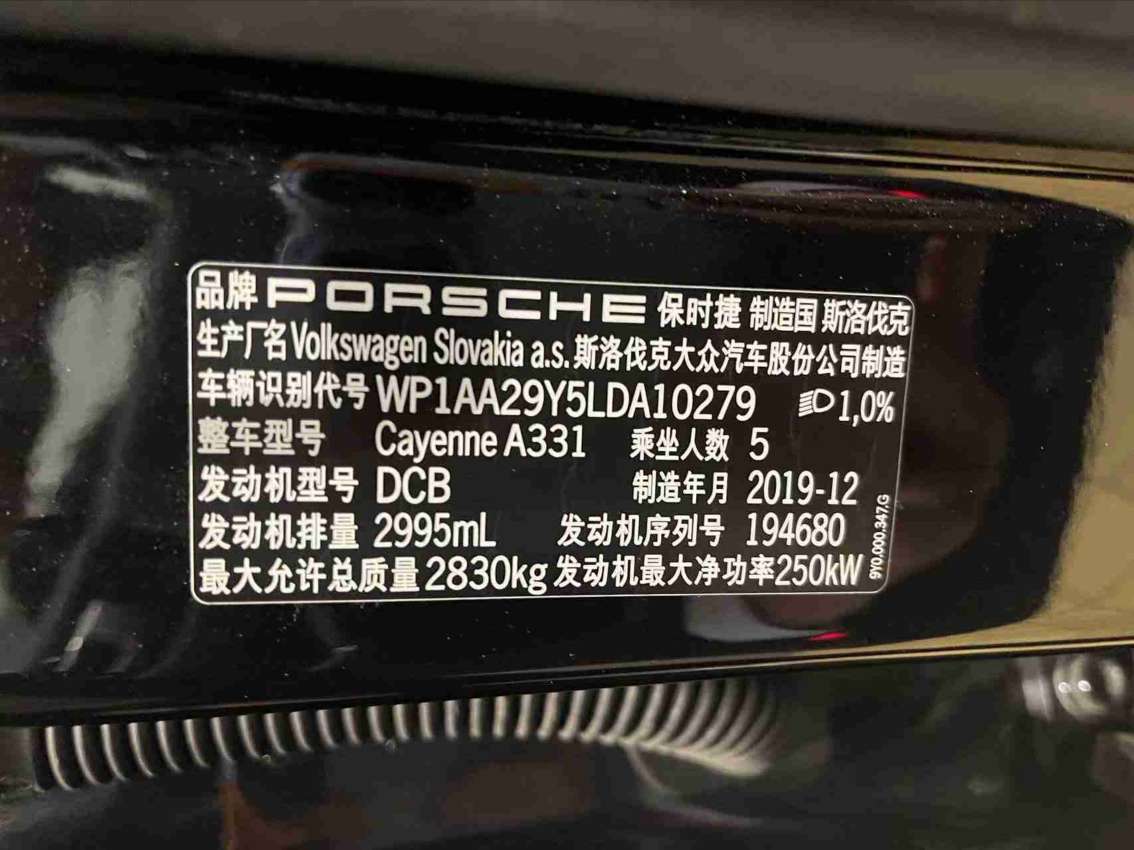 品牌 PORSCHE 保时捷 制造国 斯洛伐克
生产厂名 Volkswagen Slovakia a.s. 斯洛伐克大众汽车股份公司制造
车辆识别代号 WP1AA29Y5LDA10279 1,0%
整车型号 Cayenne A331 乘坐人数 5
发动机型号 DCB 制造年月 2019-12
发动机排量 2995mL 发动机序列号 194680
最大允许总质量 2830kg 发动机最大净功率 250kW
9Y0.000.347.G